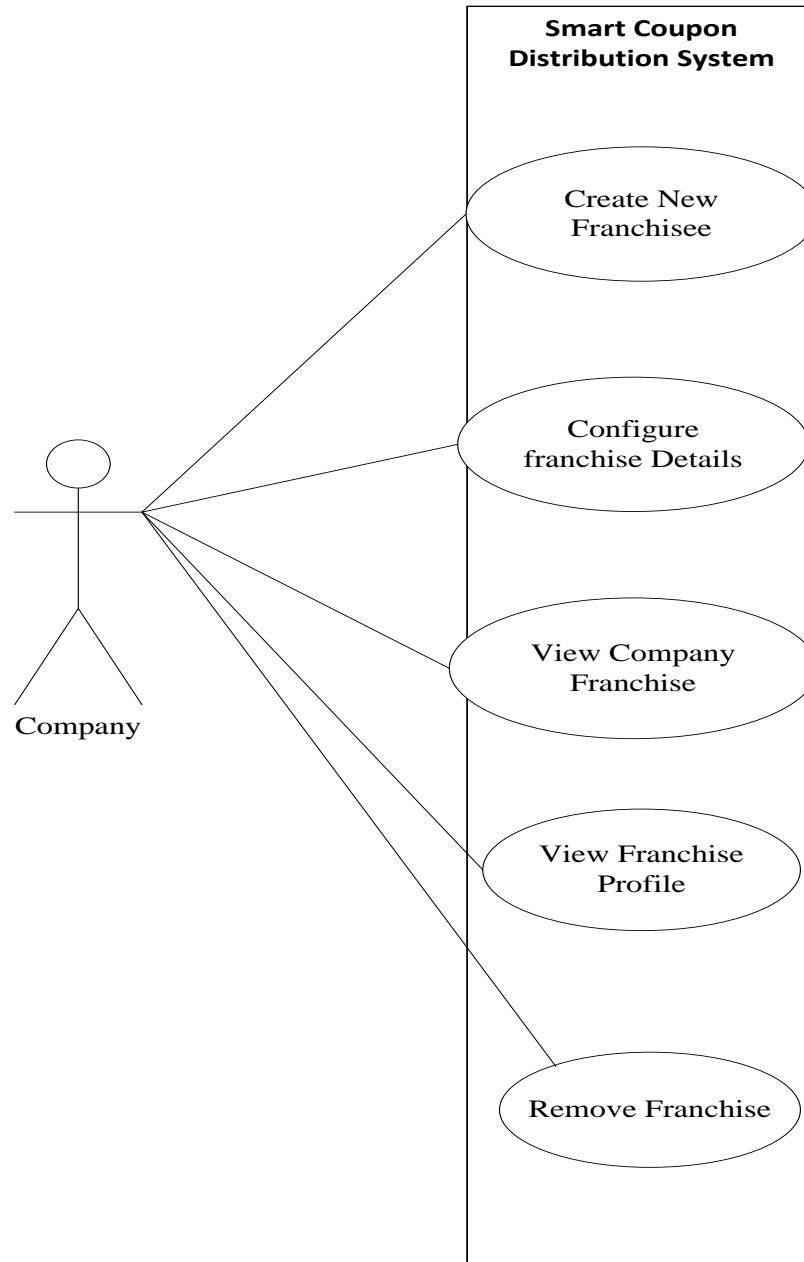 Smart Coupon
Distribution System
Create New
Franchisee
Configure
franchise Details
View Company
Franchise
Company
View Franchise
Profile
Remove Franchise